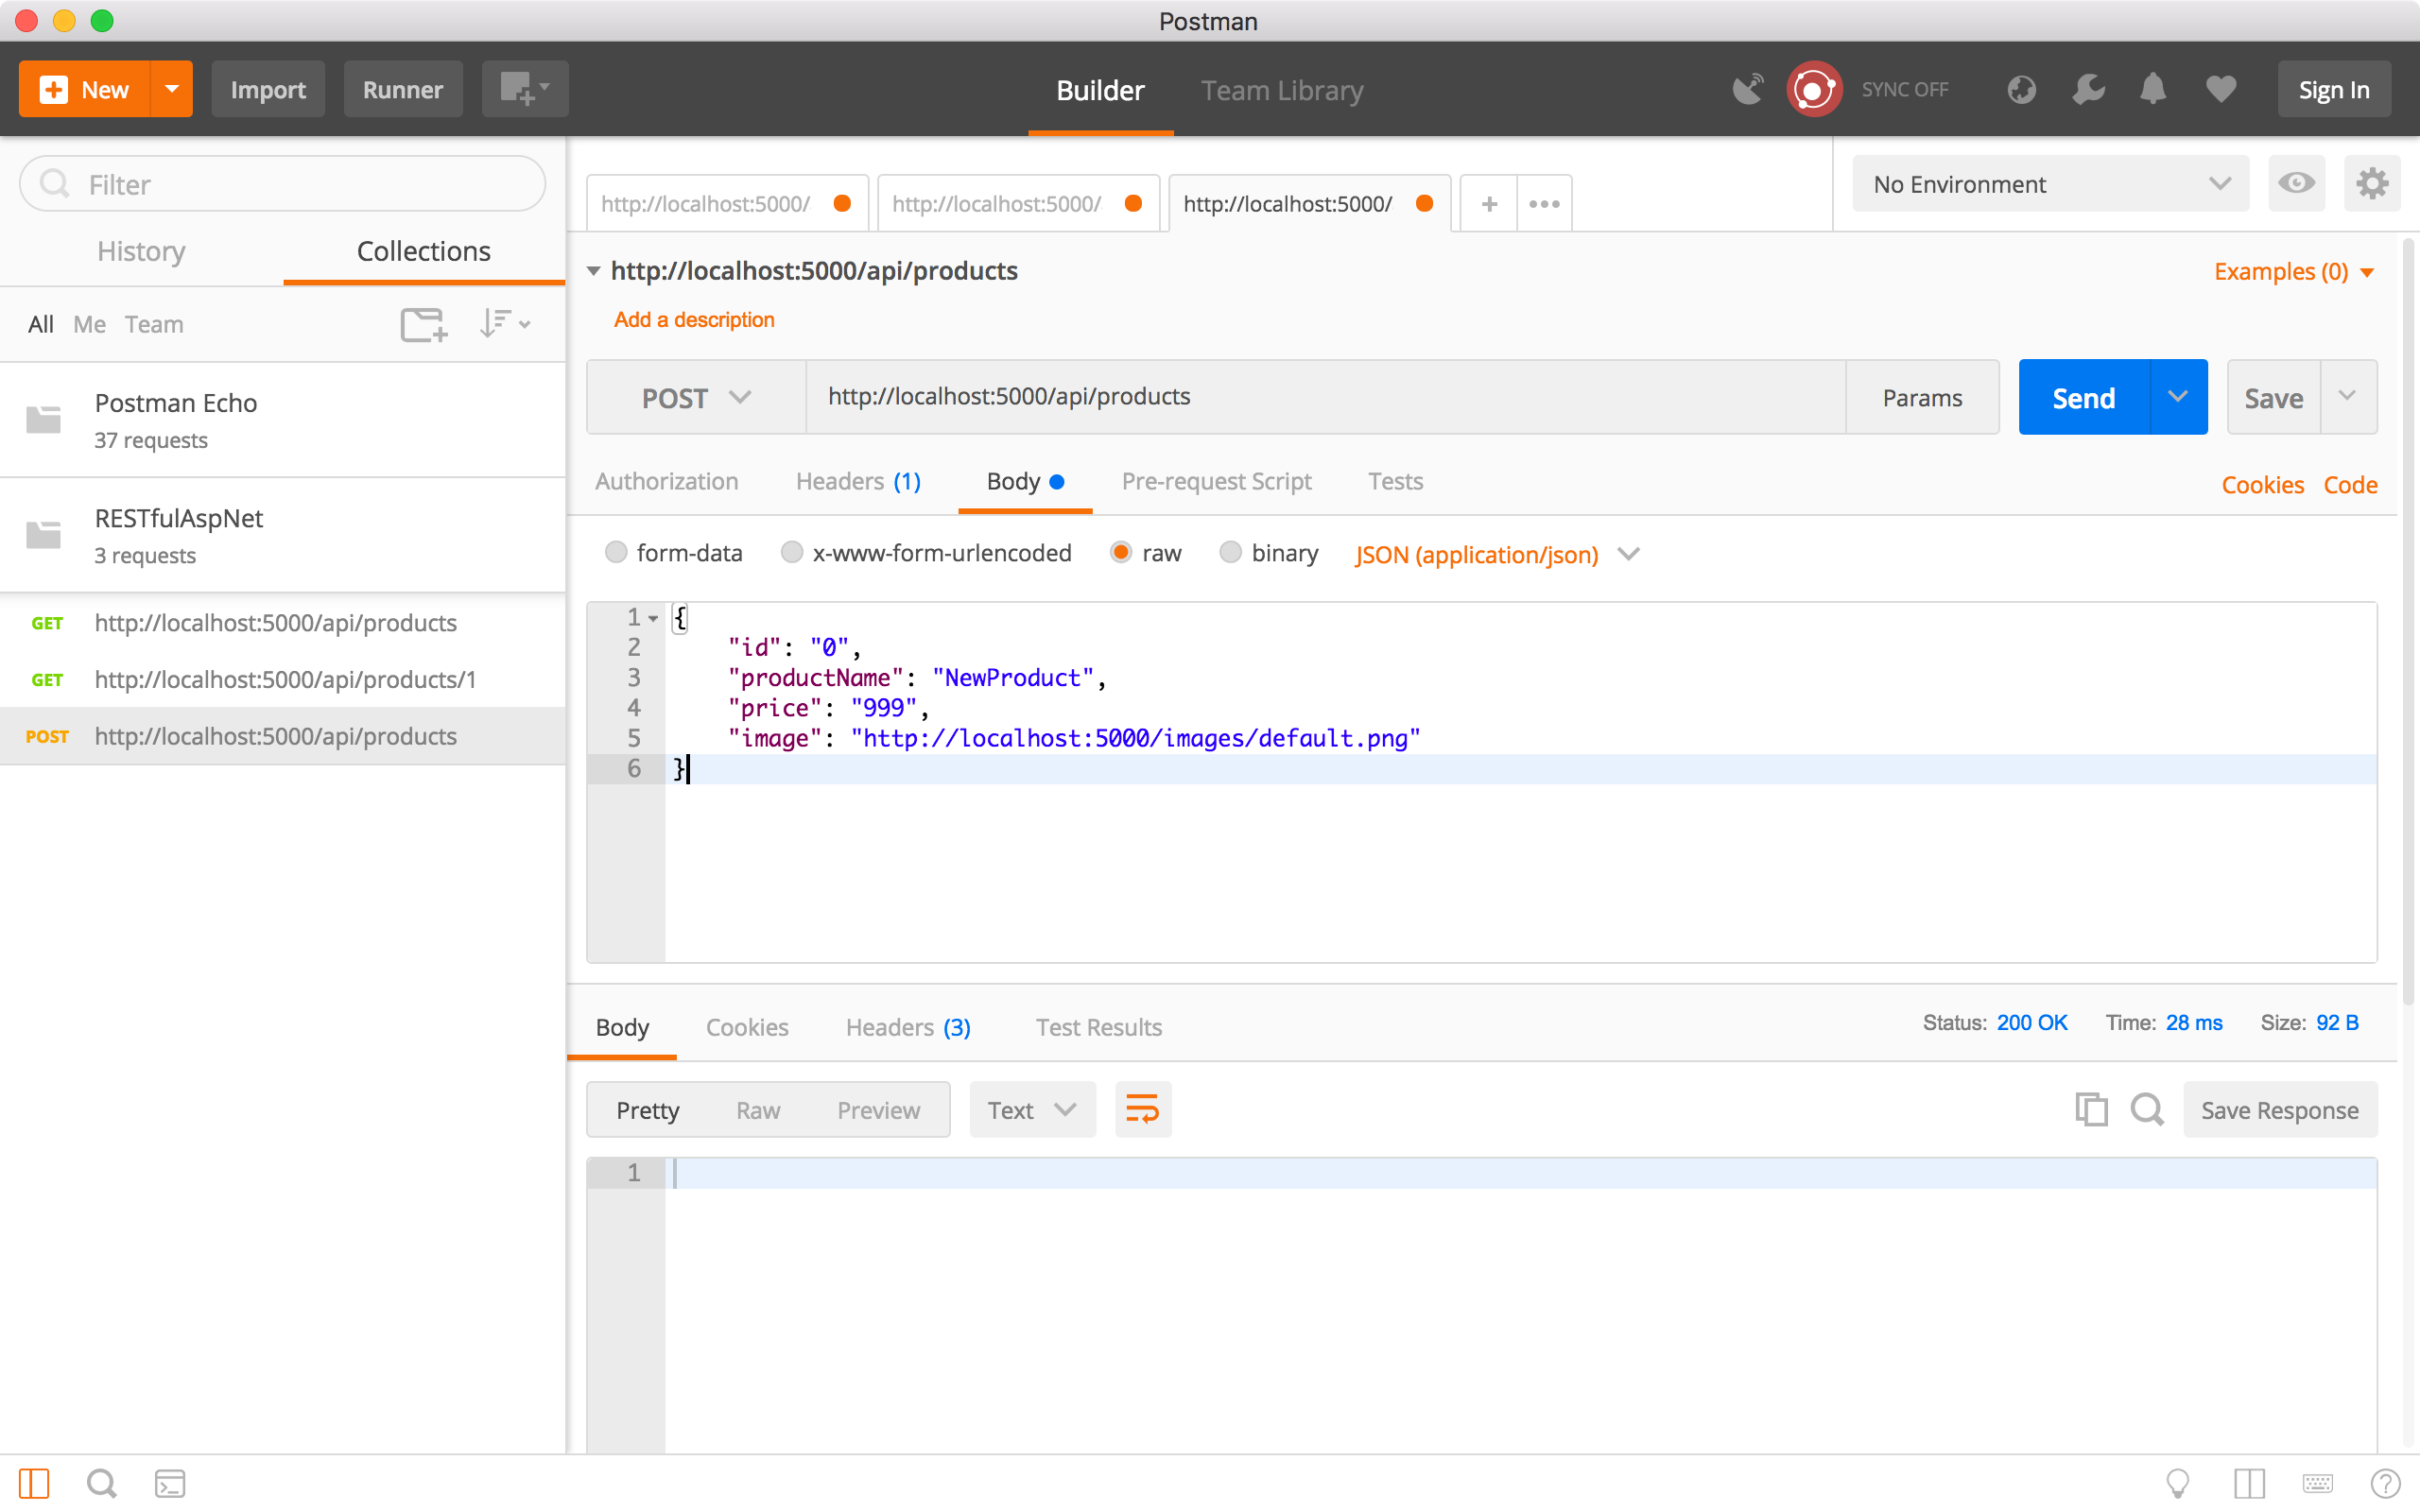 Postman
New
Import
Runner
Builder
Team Library
SYNC OFF
Sign In
Filter
History
Collections
All Me Team
Postman Echo
37 requests
RESTfulAspNet
3 requests
GET http://localhost:5000/api/products
GET http://localhost:5000/api/products/1
POST http://localhost:5000/api/products
http://localhost:5000/
http://localhost:5000/
http://localhost:5000/
No Environment
http://localhost:5000/api/products
Examples (0)
Add a description
POST
http://localhost:5000/api/products
Params
Send
Save
Authorization
Headers (1)
Body
Pre-request Script
Tests
Cookies
Code
form-data
x-www-form-urlencoded
raw
binary
JSON (application/json)
1 {
2 "id": "0",
3 "productName": "NewProduct",
4 "price": "999",
5 "image": "http://localhost:5000/images/default.png"
6 }
Body
Cookies
Headers (3)
Test Results
Status: 200 OK
Time: 28 ms
Size: 92 B
Pretty
Raw
Preview
Text
Save Response
1